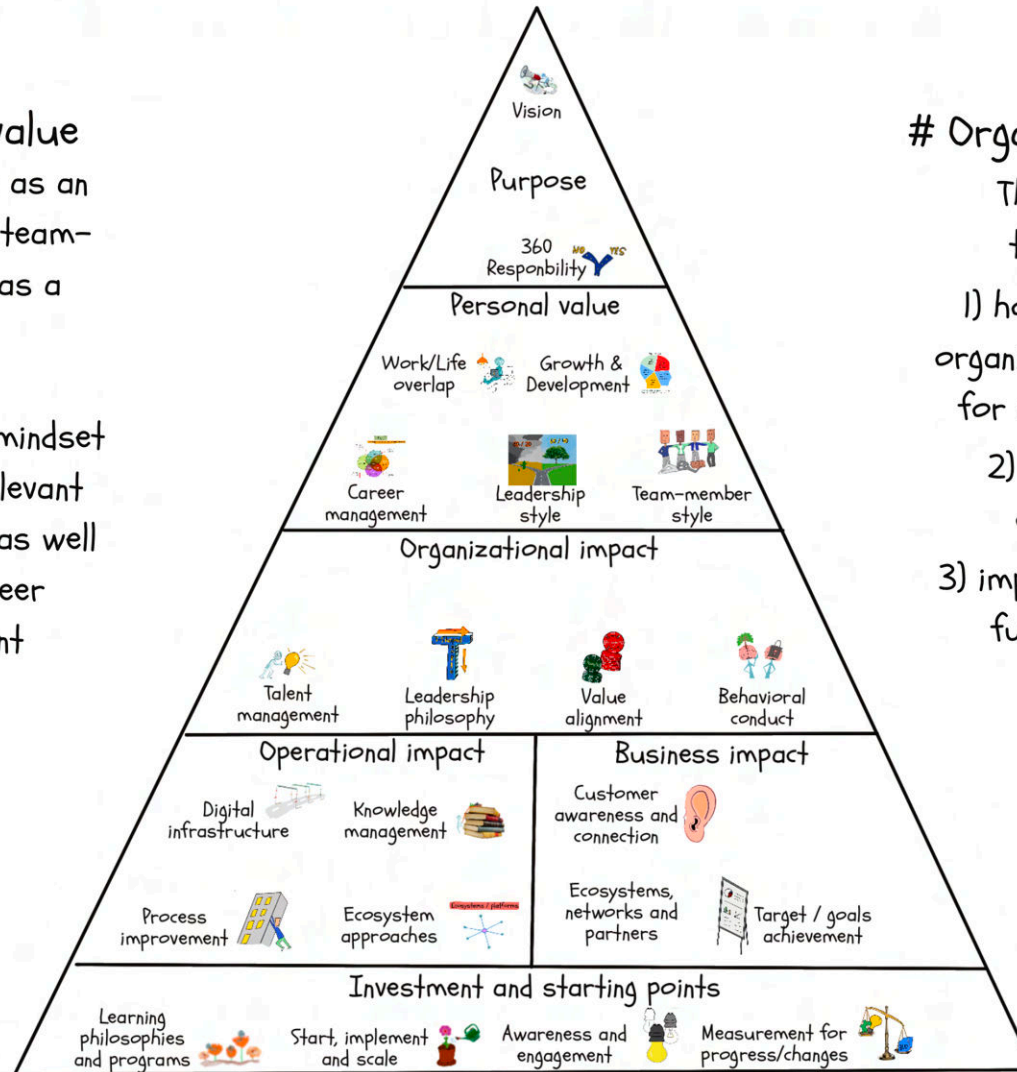 value
as an
team-
as a
mindset
levant
as well
eer
nt
Vision
Purpose
360
Responbility
Personal value
Work/Life
overlap
Growth &
Development
Career
management
Leadership
style
Team-member
style
Organizational impact
Talent
management
Leadership
philosophy
Value
alignment
Behavioral
conduct
Operational impact
Digital
infrastructure
Knowledge
management
Process
improvement
Ecosystem
approaches
Ecosystems / platforms
Business impact
Customer
awareness and
connection
Ecosystems,
networks and
partners
Target / goals
achievement
Investment and starting points
Learning
philosophies
and programs
Start, implement
and scale
Awareness and
engagement
Measurement for
progress/changes
# Orga
Th
t
1) ha
organi
for
2)
3) imp
fu